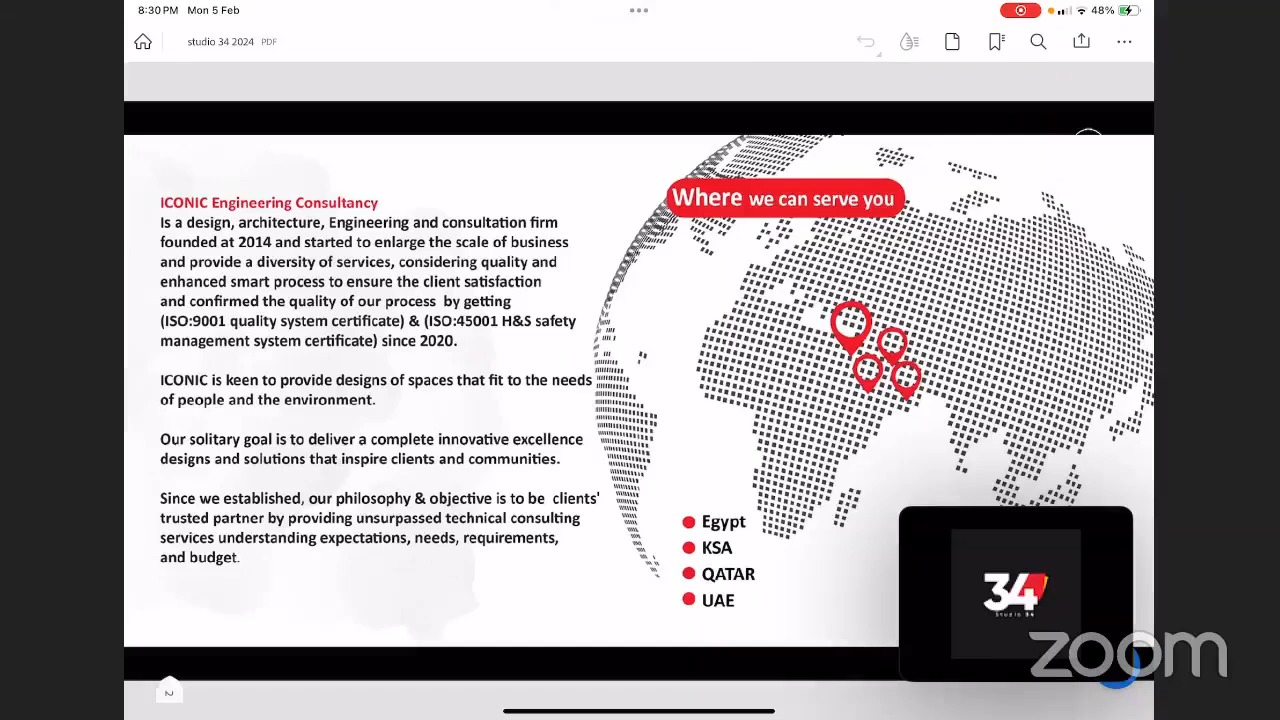 8:30 PM Mon 5 Feb
48%
studio 34 2024 PDF
ICONIC Engineering Consultancy
Is a design, architecture, Engineering and consultation firm
founded at 2014 and started to enlarge the scale of business
and provide a diversity of services, considering quality and
enhanced smart process to ensure the client satisfaction
and confirmed the quality of our process by getting
(ISO:9001 quality system certificate) & (ISO:45001 H&S safety
management system certificate) since 2020.
ICONIC is keen to provide designs of spaces that fit to the needs
of people and the environment.
Our solitary goal is to deliver a complete innovative excellence
designs and solutions that inspire clients and communities.
Since we established, our philosophy & objective is to be clients'
trusted partner by providing unsurpassed technical consulting
services understanding expectations, needs, requirements,
and budget.
Where we can serve you
Egypt
KSA
QATAR
UAE
34
Studio 34
zoom
2